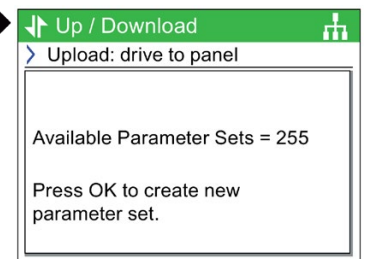 Up / Download
Upload: drive to panel
Available Parameter Sets = 255
Press OK to create new
parameter set.